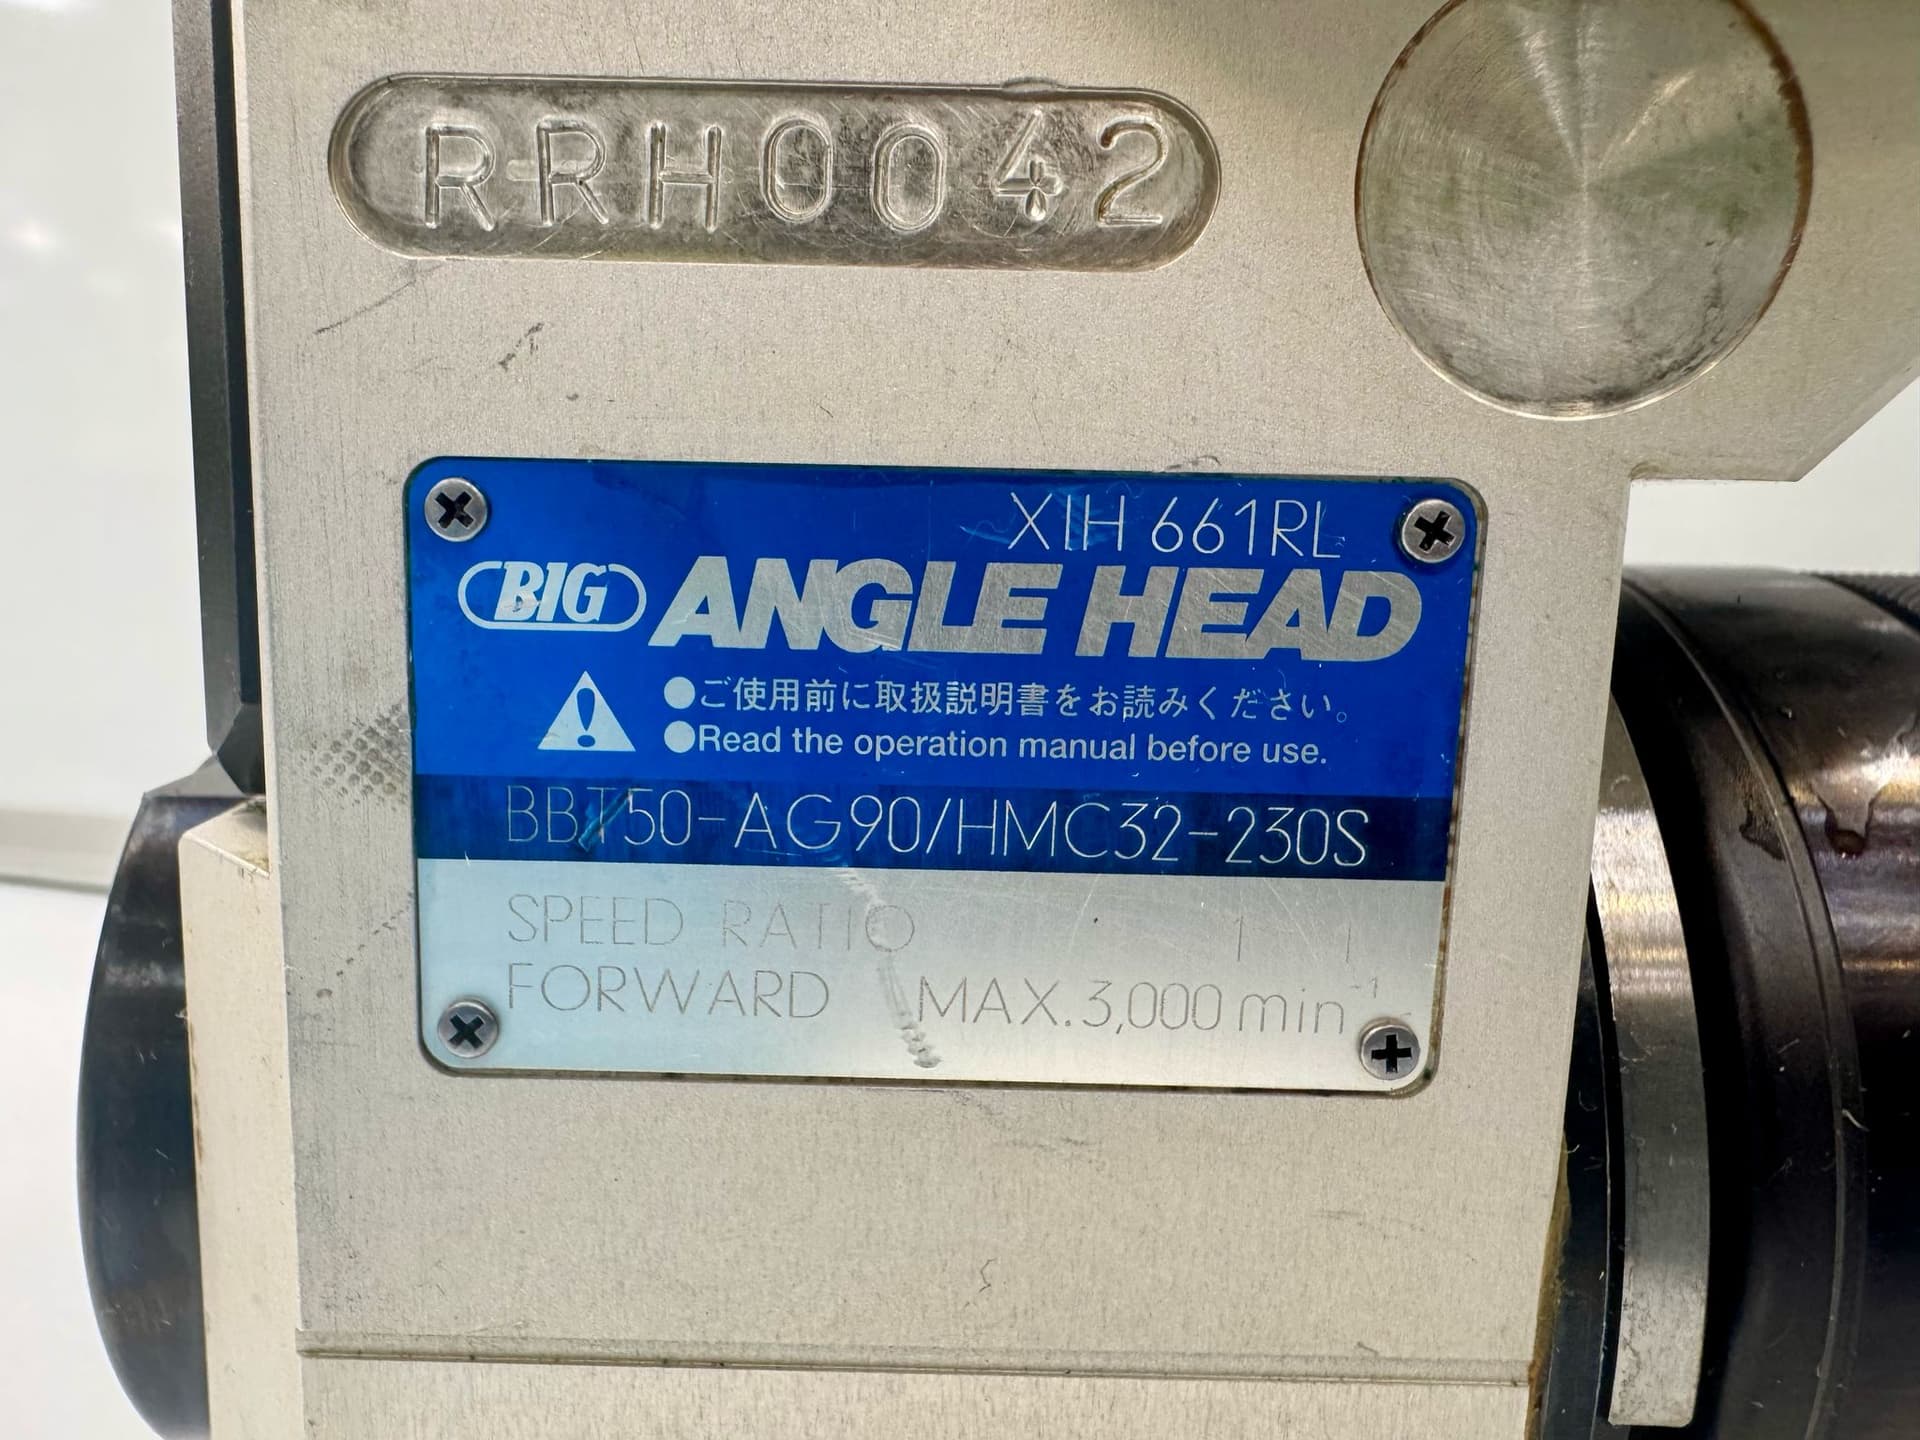 RRH0042
XIH 661RL
BIG ANGLE HEAD
●ご使用前に取扱説明書をお読みください。
●Read the operation manual before use.
BBT50-AG90/HMC32-230S
SPEED RATIO 1 1
FORWARD MAX.3,000min⁻¹